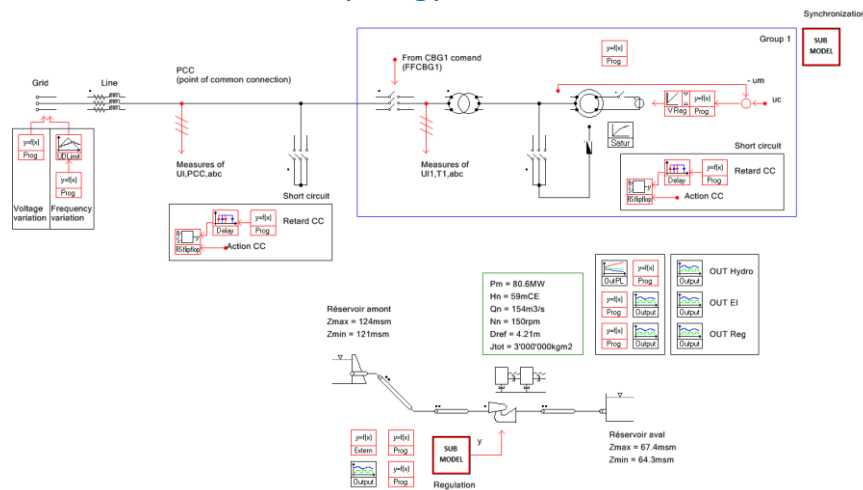 Synchronization
SUB
MODEL
Group 1
y=f(x)
Prog
From CBG1 comand
(FFCBG1)
PCC
(point of common connection)
Grid
Line
- um
uc
V Reg
y=f(x)
Prog
Satur
y=f(x)
Prog
UDLimit
y=f(x)
Prog
Voltage
variation
Frequency
variation
Measures of
UI,PCC,abc
Measures of
UI1,T1,abc
Short circuit
Delay
y=f(x)
Prog
Retard CC
RSflipflop
Action CC
Short circuit
Delay
y=f(x)
Prog
Retard CC
RSflipflop
Action CC
Pm = 80.6MW
Hn = 59mCE
Qn = 154m3/s
Nn = 150rpm
Dref = 4.21m
Jtot = 3'000'000kgm2
OutPL
y=f(x)
Prog
Output
OUT Hydro
y=f(x)
Prog
Output
Output
OUT El
y=f(x)
Prog
Output
Output
OUT Reg
Réservoir amont
Zmax = 124msm
Zmin = 121msm
Réservoir aval
Zmax = 67.4msm
Zmin = 64.3msm
y=f(x)
Extern
y=f(x)
Prog
Output
y=f(x)
Prog
SUB
MODEL
y
Regulation